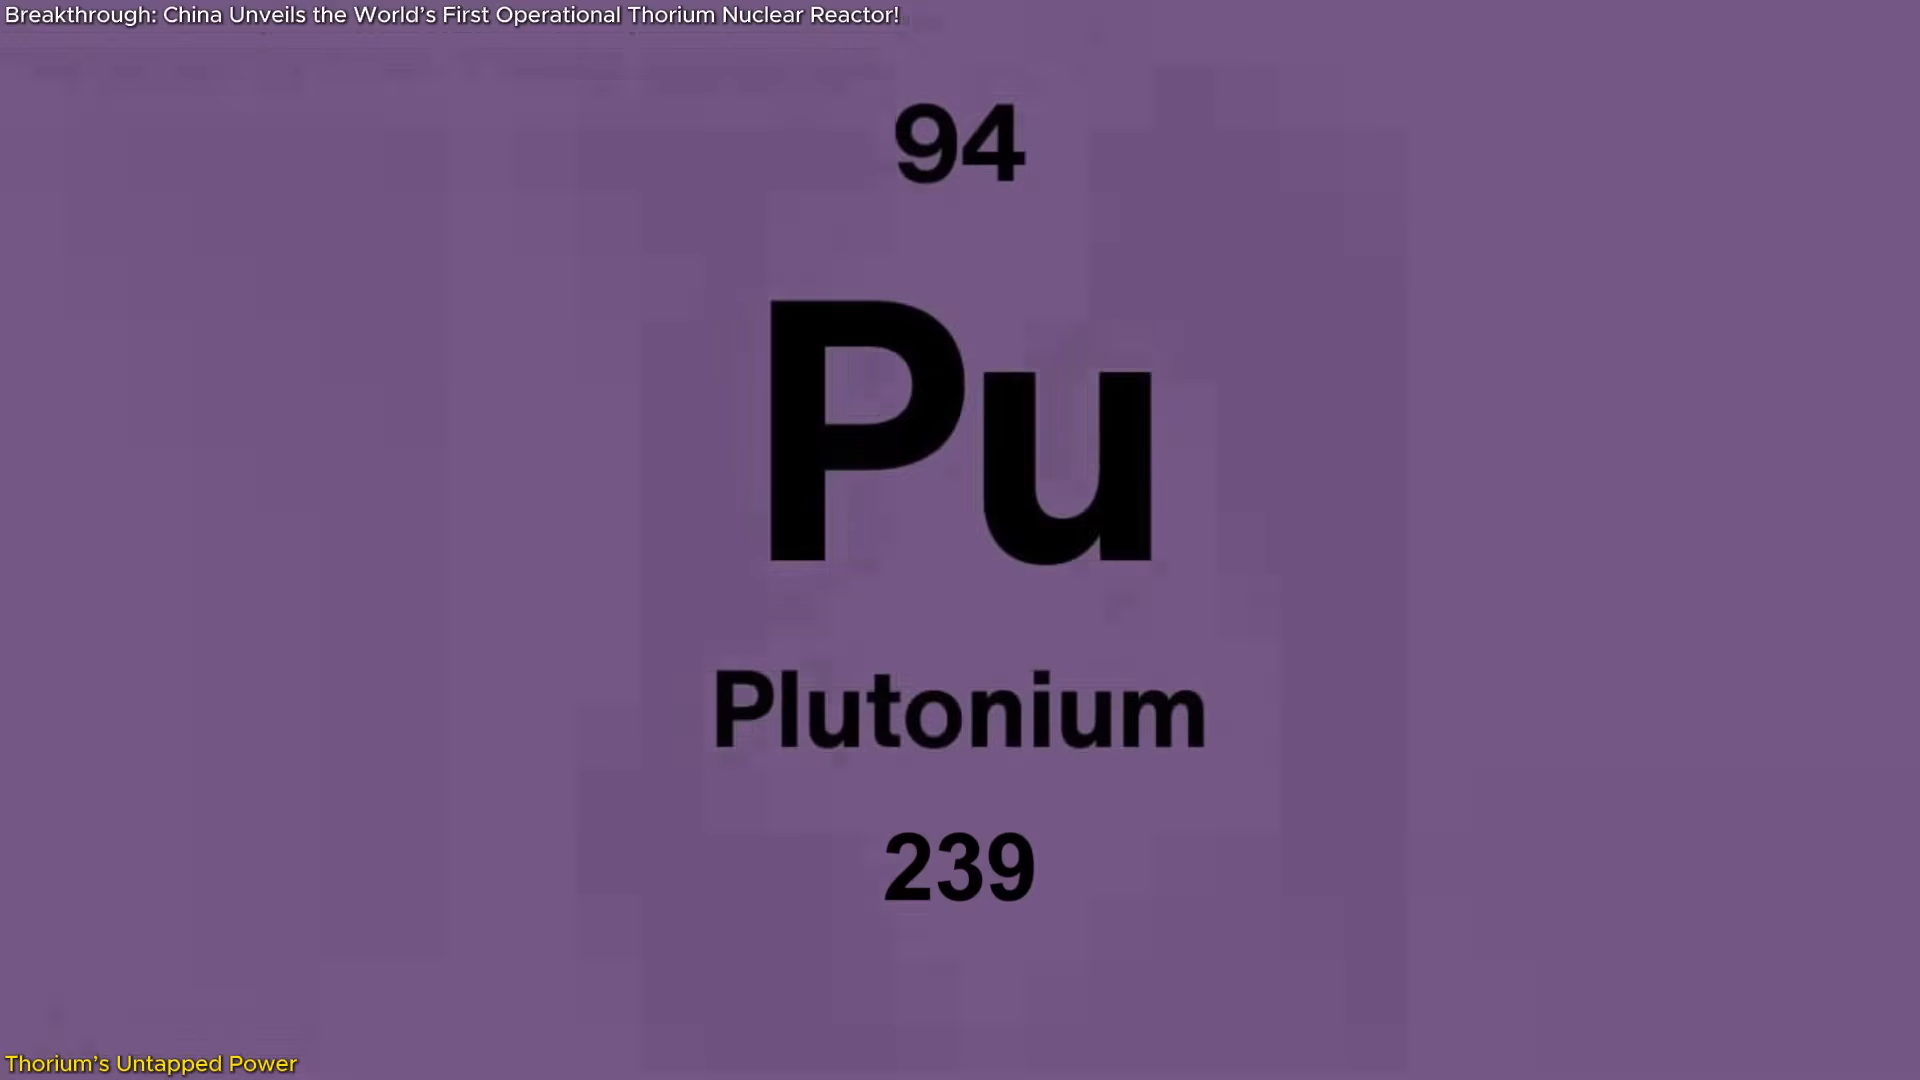 Breakthrough: China Unveils the World’s First Operational Thorium Nuclear Reactor!
94
Pu
Plutonium
239
Thorium’s Untapped Power